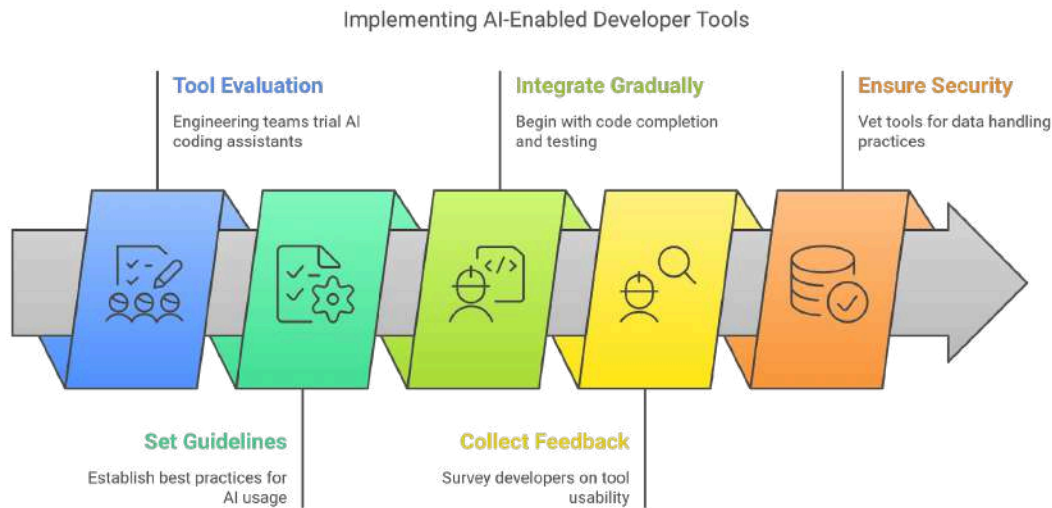 Implementing AI-Enabled Developer Tools
Tool Evaluation
Engineering teams trial AI
coding assistants
Set Guidelines
Establish best practices for
AI usage
Integrate Gradually
Begin with code completion
and testing
</>
Collect Feedback
Survey developers on tool
usability
Ensure Security
Vet tools for data handling
practices